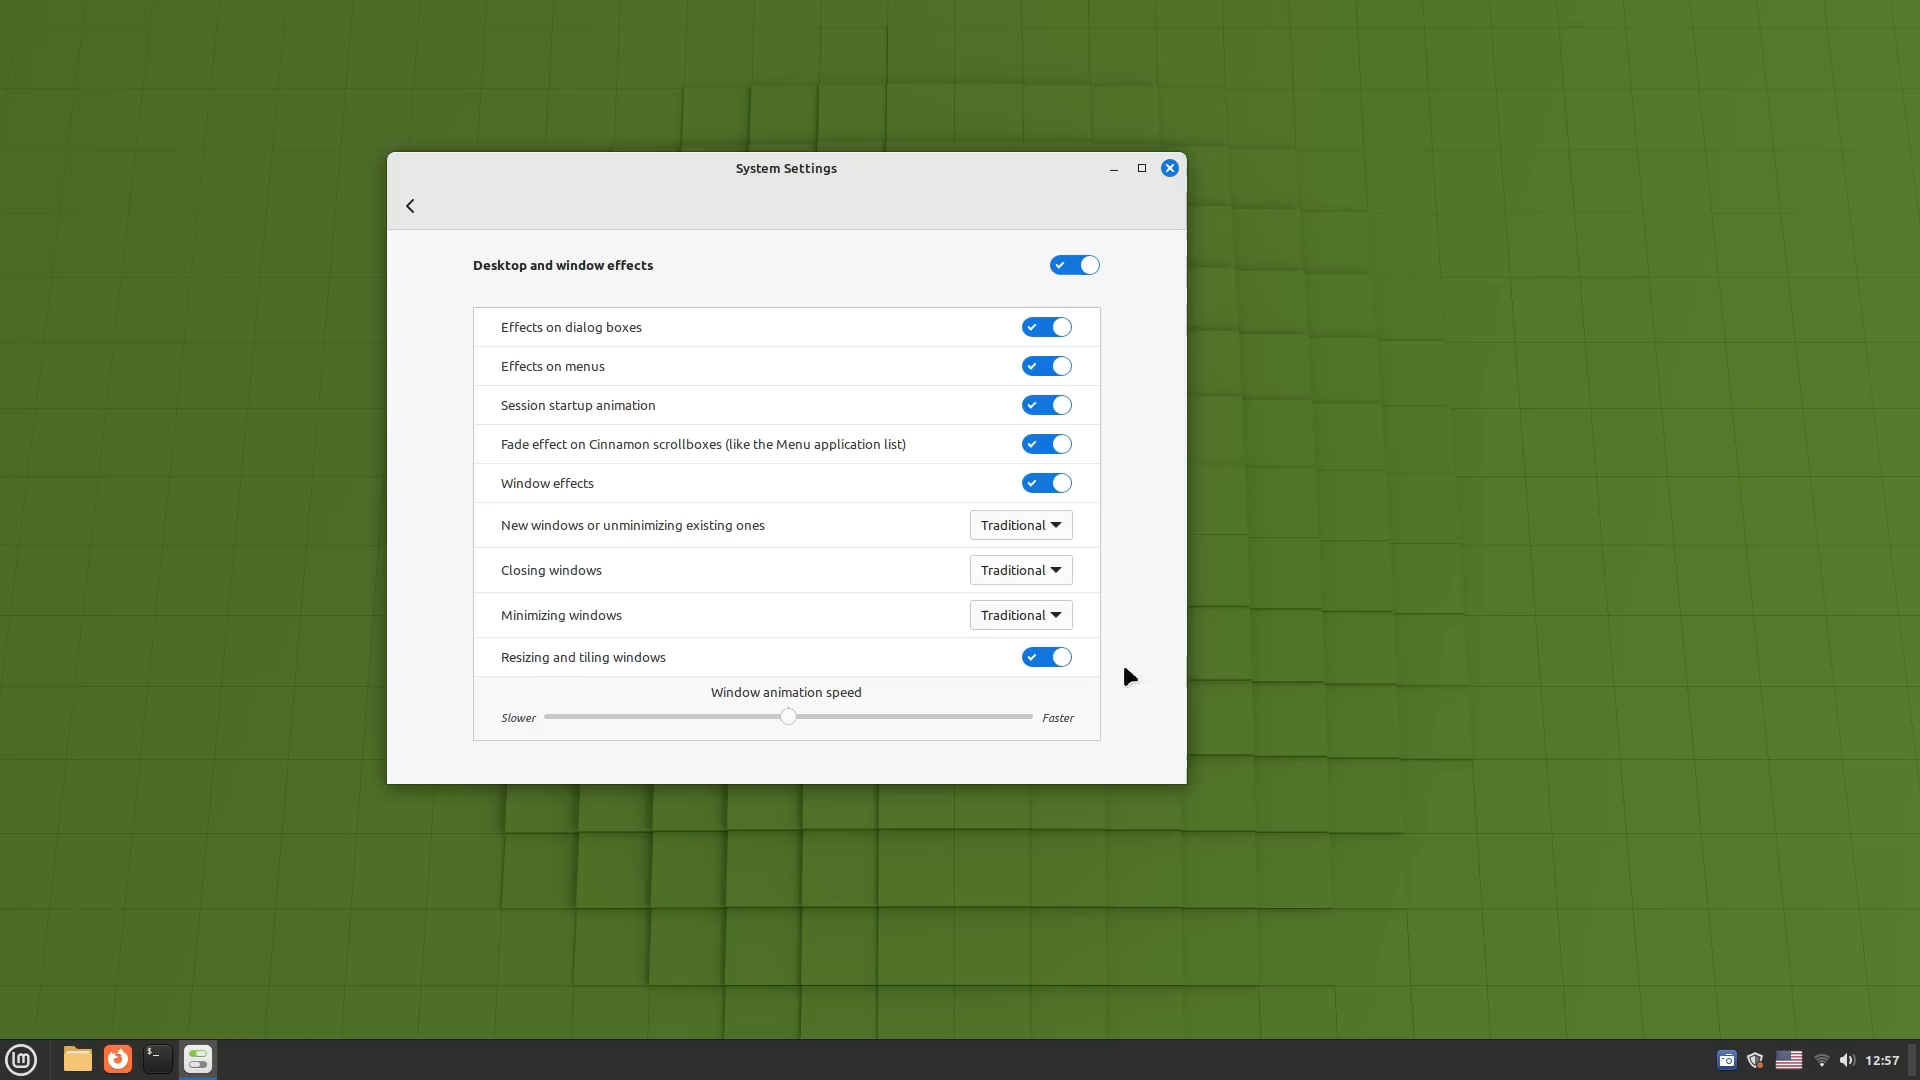 System Settings
Desktop and window effects
Effects on dialog boxes
Effects on menus
Session startup animation
Fade effect on Cinnamon scrollboxes (like the Menu application list)
Window effects
New windows or unminimizing existing ones Traditional
Closing windows Traditional
Minimizing windows Traditional
Resizing and tiling windows
Window animation speed
Slower Faster
$_
12:57